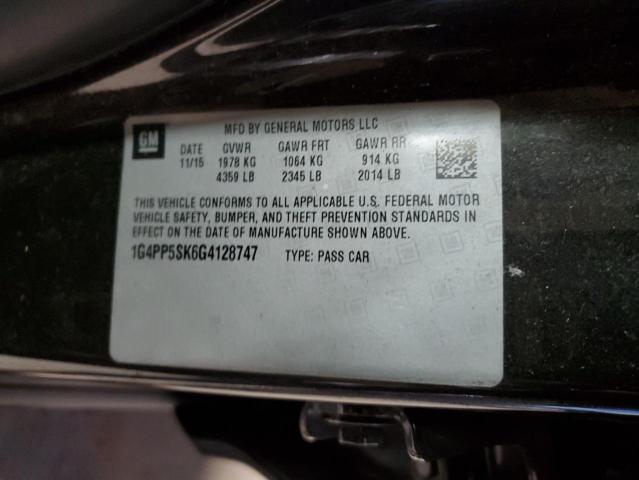 GM
MFD BY GENERAL MOTORS LLC
DATE GVWR GAWR FRT GAWR RR
11/15 1978 KG 1064 KG 914 KG
4359 LB 2345 LB 2014 LB
THIS VEHICLE CONFORMS TO ALL APPLICABLE U.S. FEDERAL MOTOR
VEHICLE SAFETY, BUMPER, AND THEFT PREVENTION STANDARDS IN
EFFECT ON THE DATE OF MANUFACTURE SHOWN ABOVE.
1G4PP5SK6G4128747 TYPE: PASS CAR